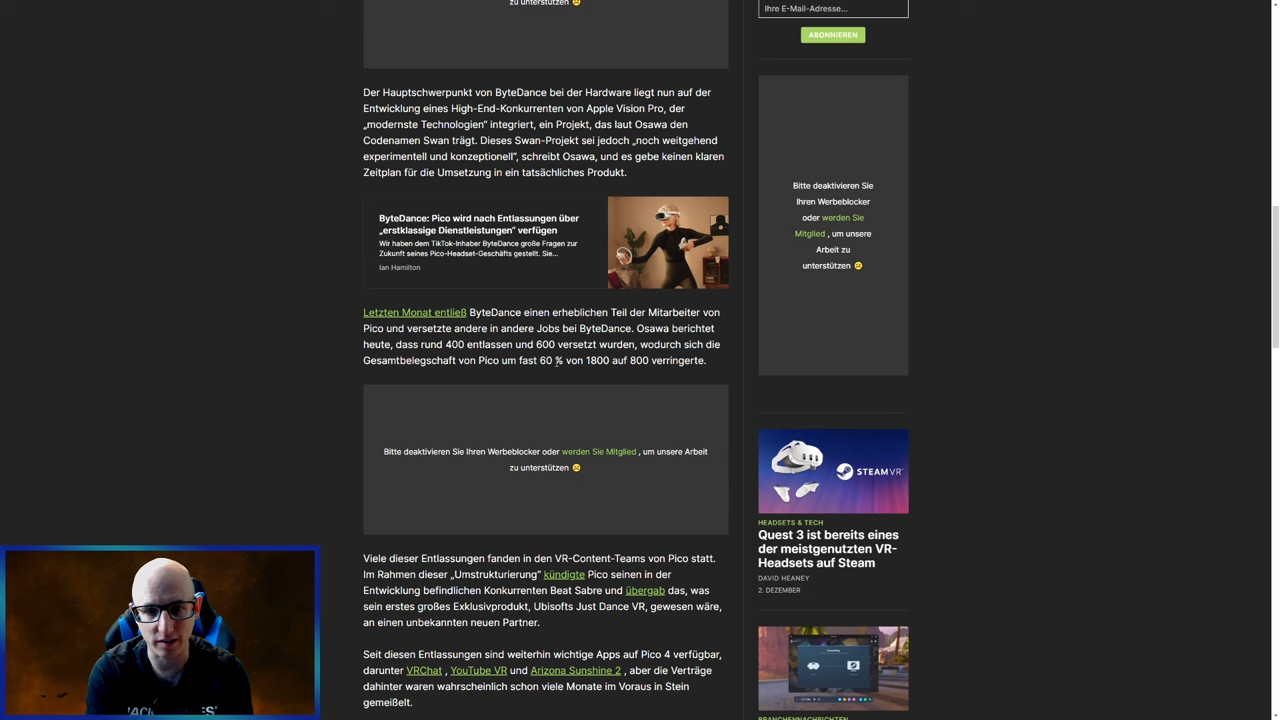 zu unterstützen
Der Hauptschwerpunkt von ByteDance bei der Hardware liegt nun auf der
Entwicklung eines High-End-Konkurrenten von Apple Vision Pro, der
„modernste Technologien“ integriert, ein Projekt, das laut Osawa den
Codenamen Swan trägt. Dieses Swan-Projekt sei jedoch „noch weitgehend
experimentell und konzeptionell“, schreibt Osawa, und es gebe keinen klaren
Zeitplan für die Umsetzung in ein tatsächliches Produkt.
ByteDance: Pico wird nach Entlassungen über
„erstklassige Dienstleistungen“ verfügen
Wir haben dem TikTok-Inhaber ByteDance große Fragen zur
Zukunft seines Pico-Headset-Geschäfts gestellt. Sie...
Ian Hamilton
Letzten Monat entließ ByteDance einen erheblichen Teil der Mitarbeiter von
Pico und versetzte andere in andere Jobs bei ByteDance. Osawa berichtet
heute, dass rund 400 entlassen und 600 versetzt wurden, wodurch sich die
Gesamtbelegschaft von Pico um fast 60 % von 1800 auf 800 verringerte.
Bitte deaktivieren Sie Ihren Werbeblocker oder werden Sie Mitglied , um unsere Arbeit
zu unterstützen
Viele dieser Entlassungen fanden in den VR-Content-Teams von Pico statt.
Im Rahmen dieser „Umstrukturierung“ kündigte Pico seinen in der
Entwicklung befindlichen Konkurrenten Beat Sabre und übergab das, was
sein erstes großes Exklusivprodukt, Ubisofts Just Dance VR, gewesen wäre,
an einen unbekannten neuen Partner.
Seit diesen Entlassungen sind weiterhin wichtige Apps auf Pico 4 verfügbar,
darunter VRChat , YouTube VR und Arizona Sunshine 2 , aber die Verträge
dahinter waren wahrscheinlich schon viele Monate im Voraus in Stein
gemeißelt.
Ihre E-Mail-Adresse...
ABONNIEREN
Bitte deaktivieren Sie
Ihren Werbeblocker
oder werden Sie
Mitglied , um unsere
Arbeit zu
unterstützen
STEAMVR
HEADSETS & TECH
Quest 3 ist bereits eines
der meistgenutzten VR-
Headsets auf Steam
DAVID HEANEY
2. DEZEMBER
BRANCHENNACHRICHTEN